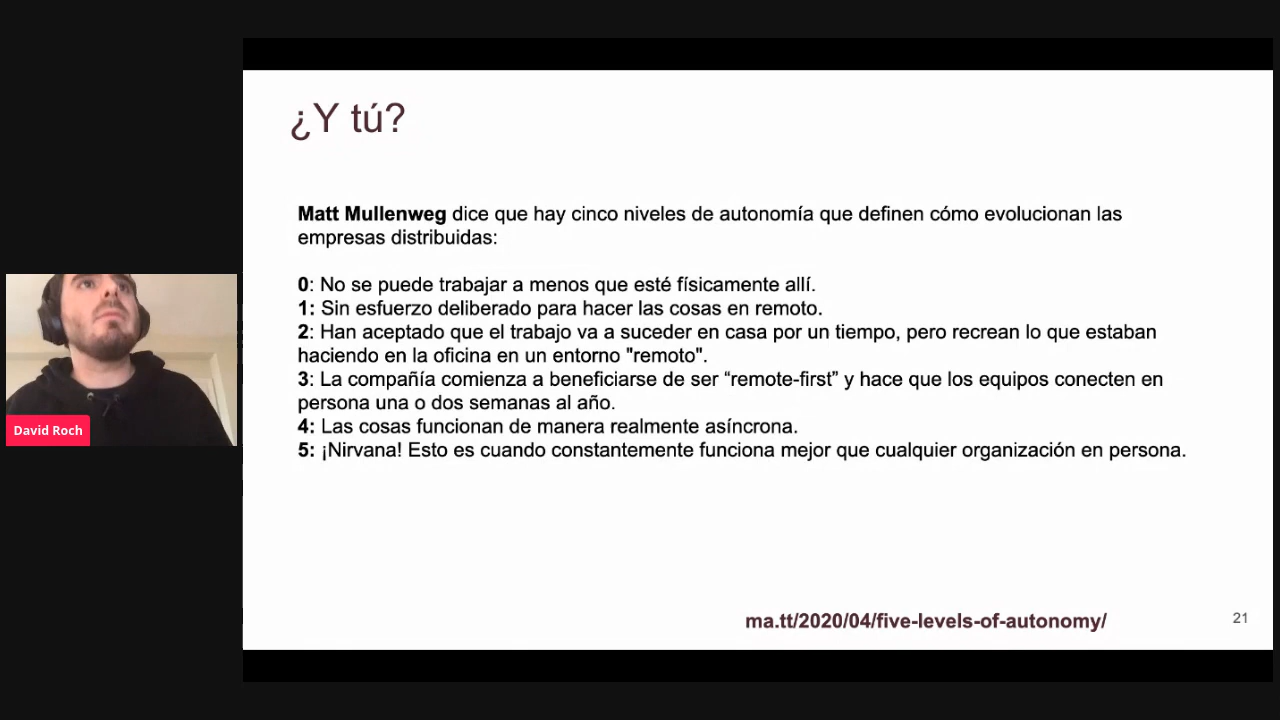 ¿Y tú?
Matt Mullenweg dice que hay cinco niveles de autonomía que definen cómo evolucionan las
empresas distribuidas:
0: No se puede trabajar a menos que esté físicamente allí.
1: Sin esfuerzo deliberado para hacer las cosas en remoto.
2: Han aceptado que el trabajo va a suceder en casa por un tiempo, pero recrean lo que estaban
haciendo en la oficina en un entorno "remoto".
3: La compañía comienza a beneficiarse de ser “remote-first” y hace que los equipos conecten en
persona una o dos semanas al año.
4: Las cosas funcionan de manera realmente asíncrona.
5: ¡Nirvana! Esto es cuando constantemente funciona mejor que cualquier organización en persona.
David Roch
ma.tt/2020/04/five-levels-of-autonomy/
21